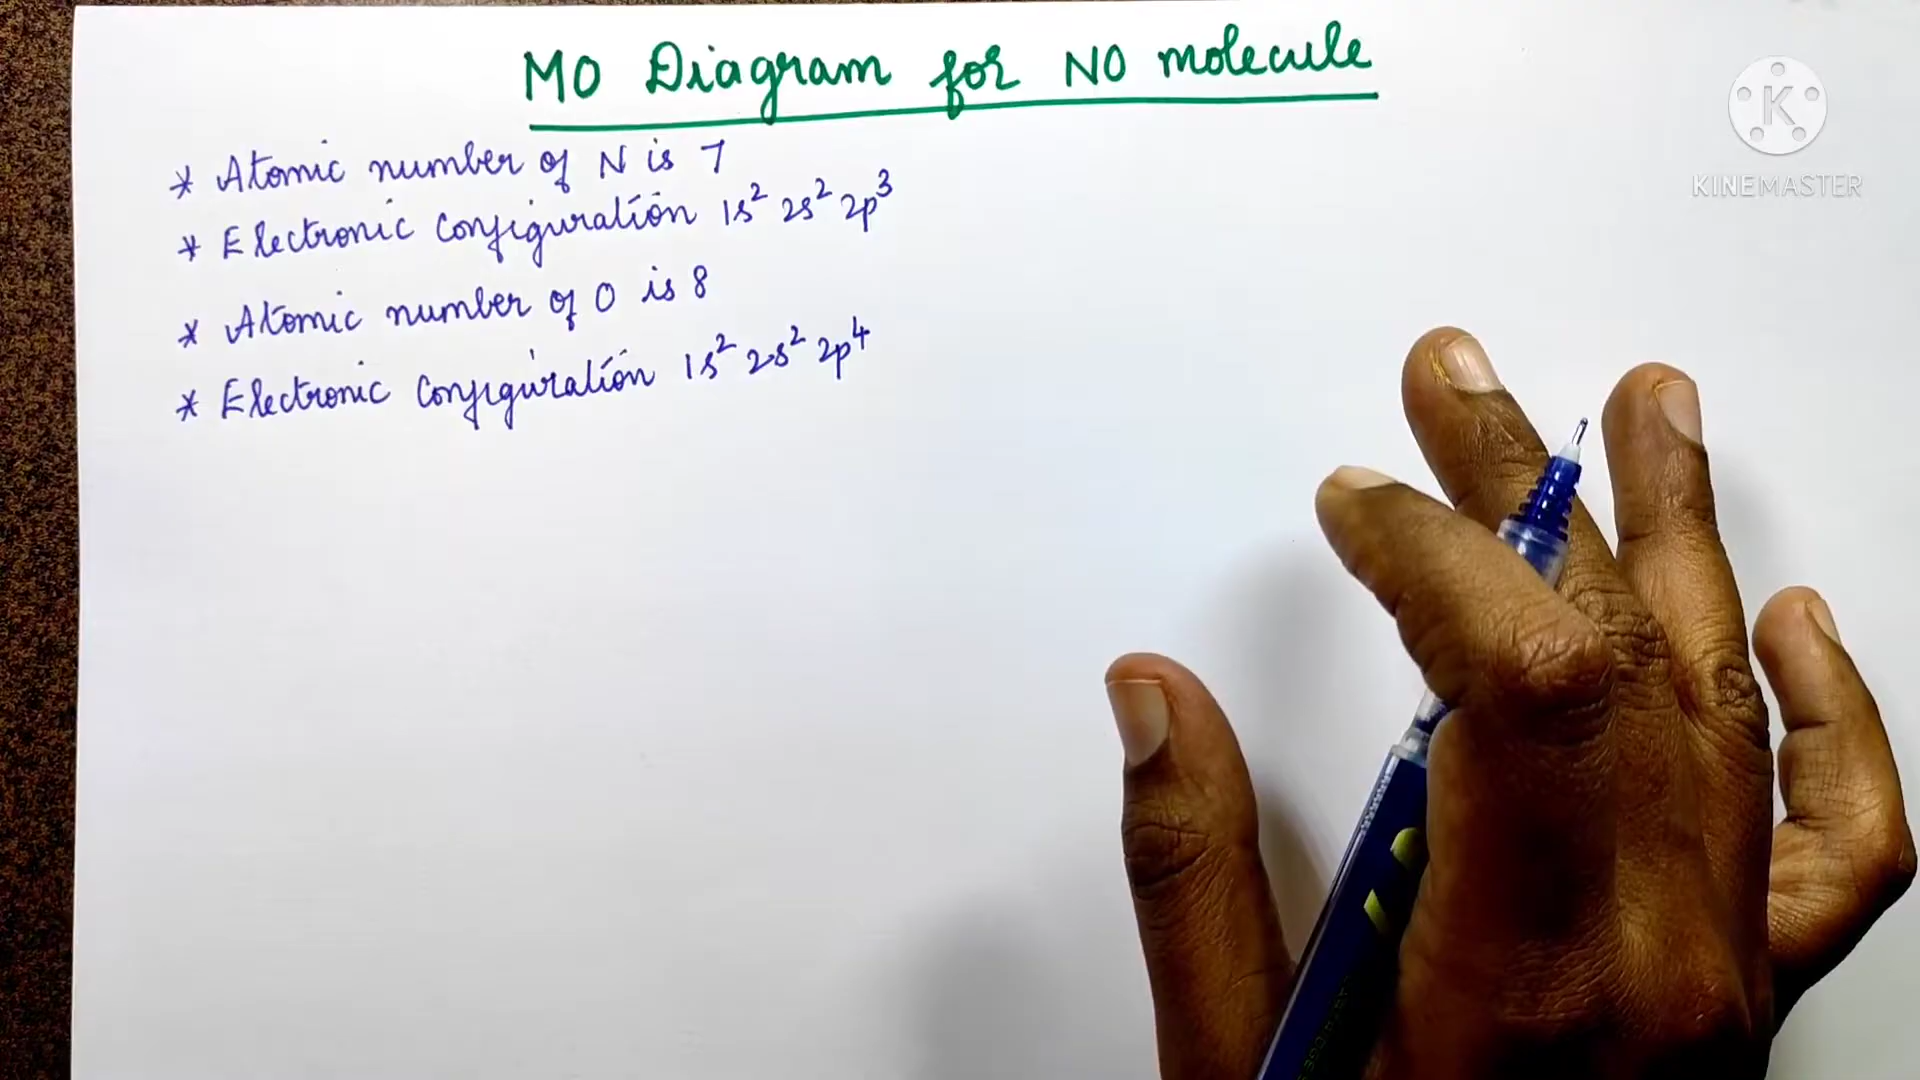 MO Diagram for NO molecule
* Atomic number of N is 7
* Electronic configuration 1s² 2s² 2p³
* Atomic number of O is 8
* Electronic configuration 1s² 2s² 2p⁴
K
KINEMASTER